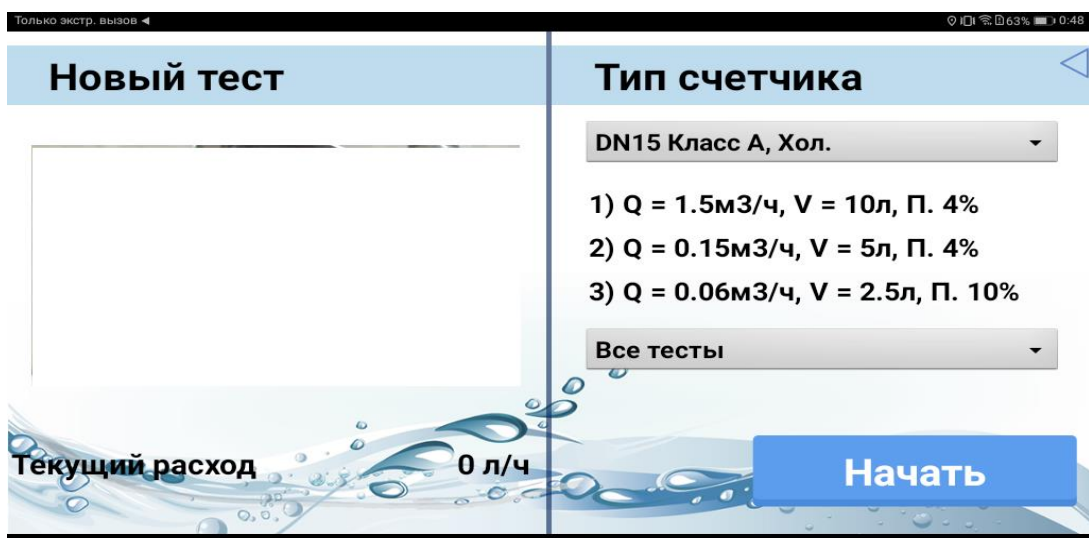 Только экстр. вызов
63% 0:48
Новый тест
Текущий расход 0 л/ч
Тип счетчика
DN15 Класс А, Хол.
1) Q = 1.5м3/ч, V = 10л, П. 4%
2) Q = 0.15м3/ч, V = 5л, П. 4%
3) Q = 0.06м3/ч, V = 2.5л, П. 10%
Все тесты
Начать